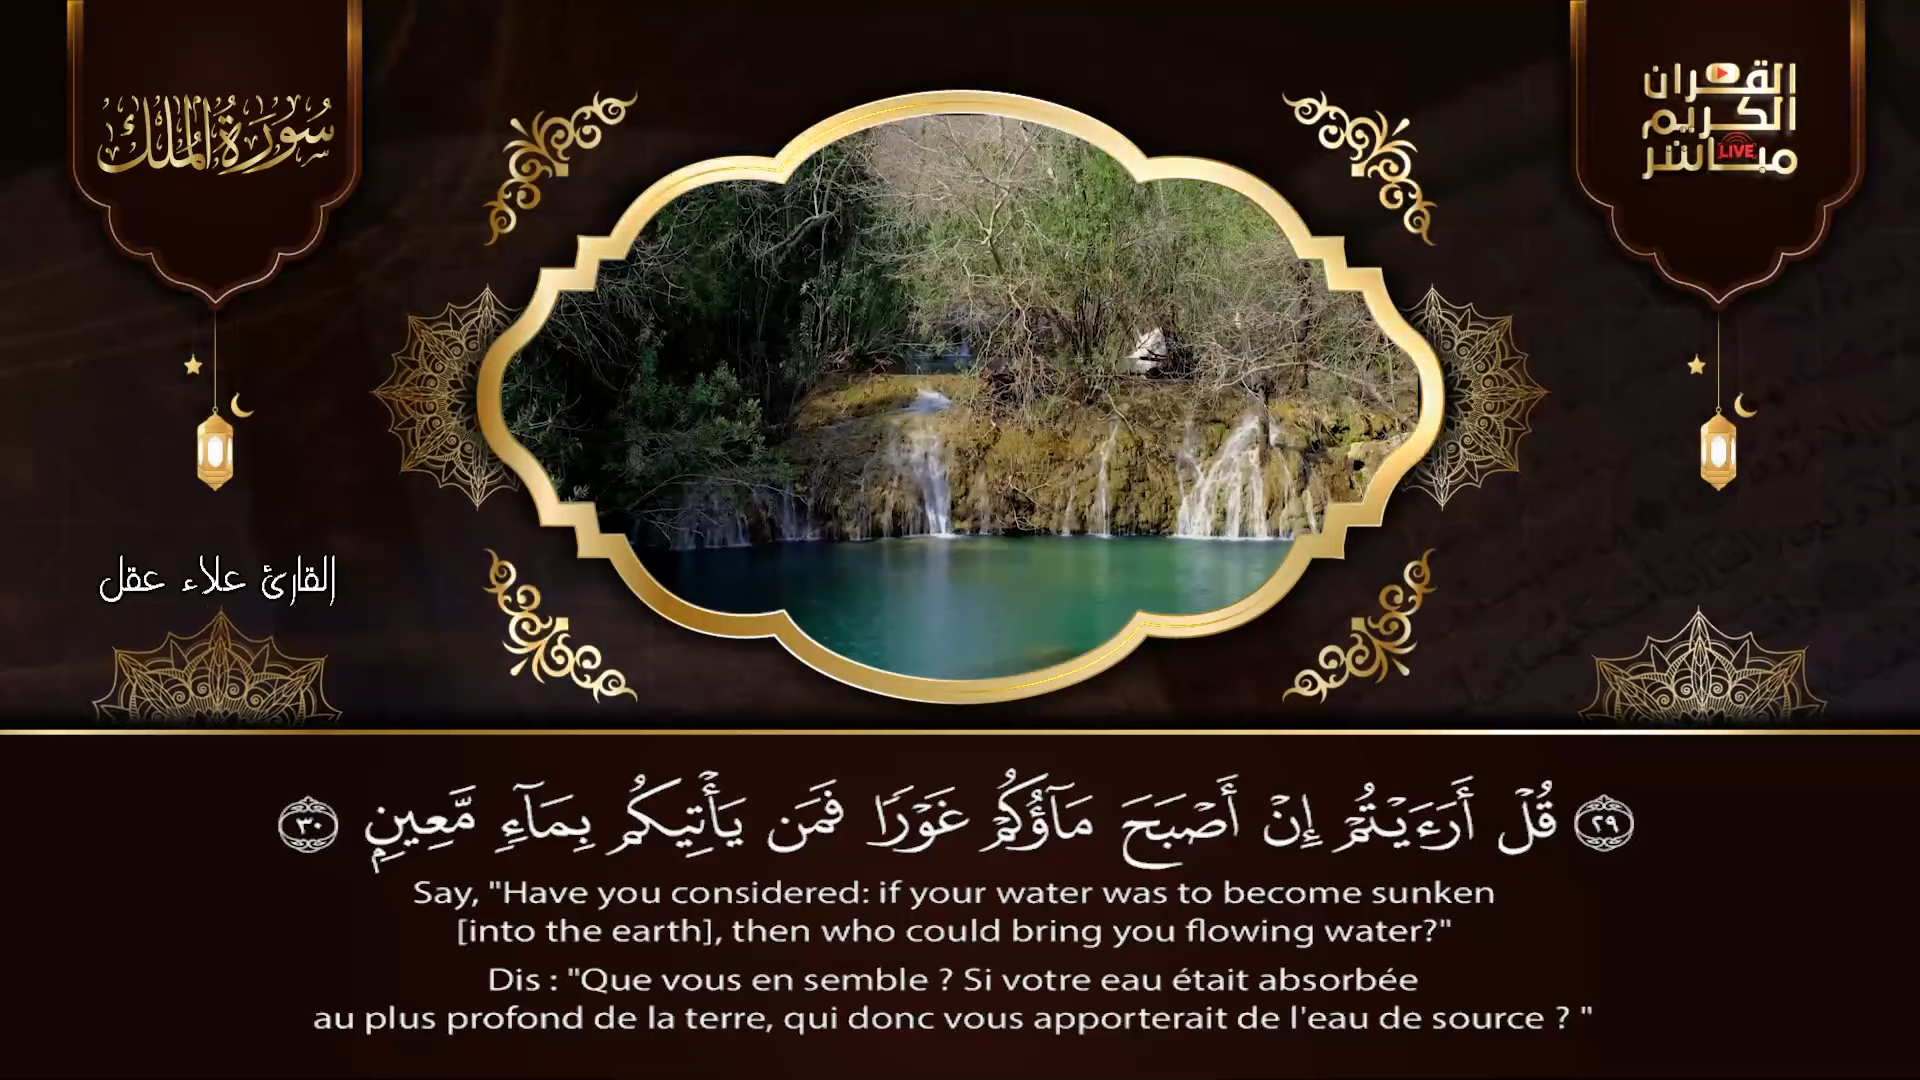 سُورَةُ الْمُلْكِ
القرآن
الكريم
مباشر
LIVE
القارئ علاء عقل
٢٩ قُلْ أَرَءَيْتُمْ إِنْ أَصْبَحَ مَآؤُكُمْ غَوْرًا فَمَن يَأْتِيكُم بِمَآءٍ مَّعِينٍۭ ٣٠
Say, "Have you considered: if your water was to become sunken
[into the earth], then who could bring you flowing water?"
Dis : "Que vous en semble ? Si votre eau était absorbée
au plus profond de la terre, qui donc vous apporterait de l'eau de source ? "